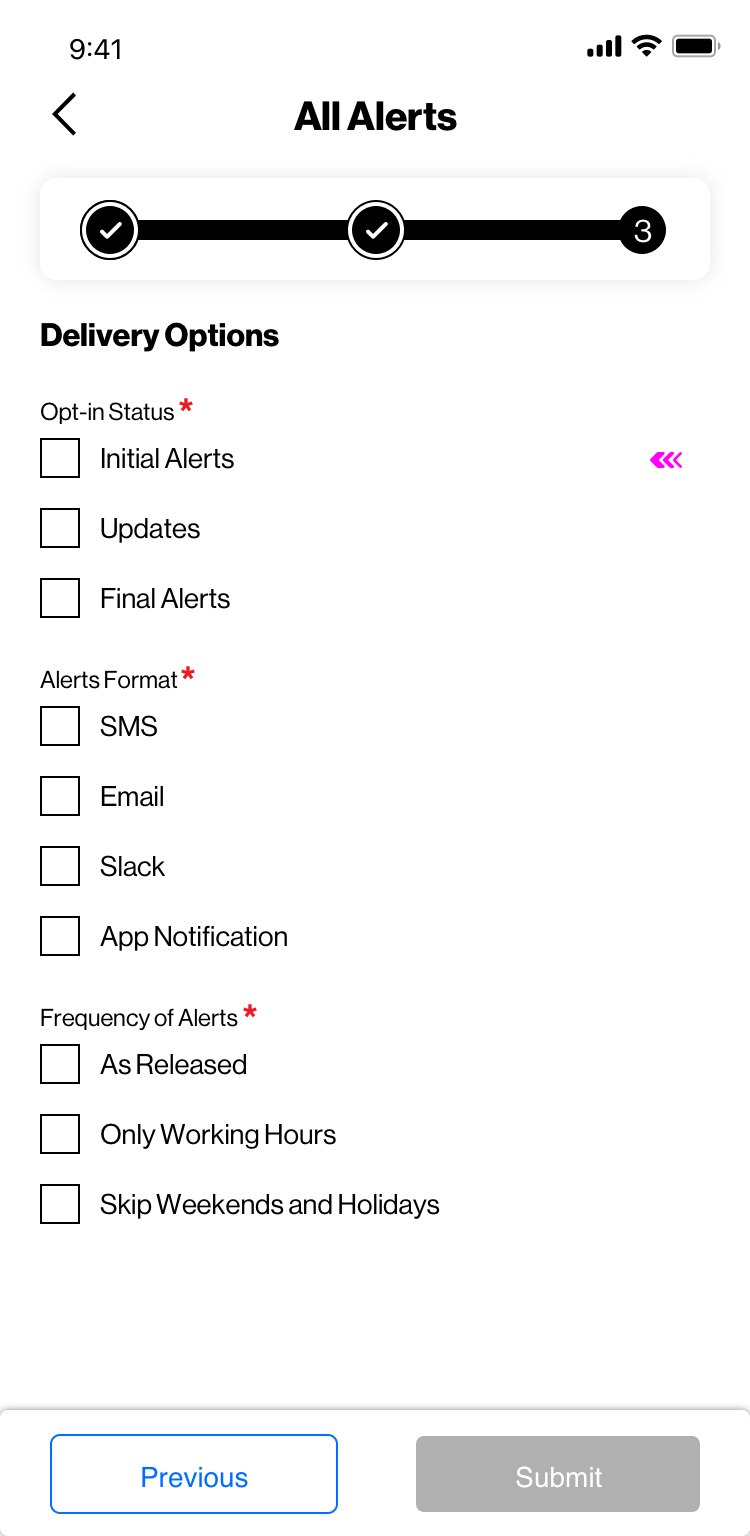 9:41
All Alerts
3
Delivery Options
Opt-in Status *
Initial Alerts
Updates
Final Alerts
Alerts Format *
SMS
Email
Slack
App Notification
Frequency of Alerts *
As Released
Only Working Hours
Skip Weekends and Holidays
Previous
Submit